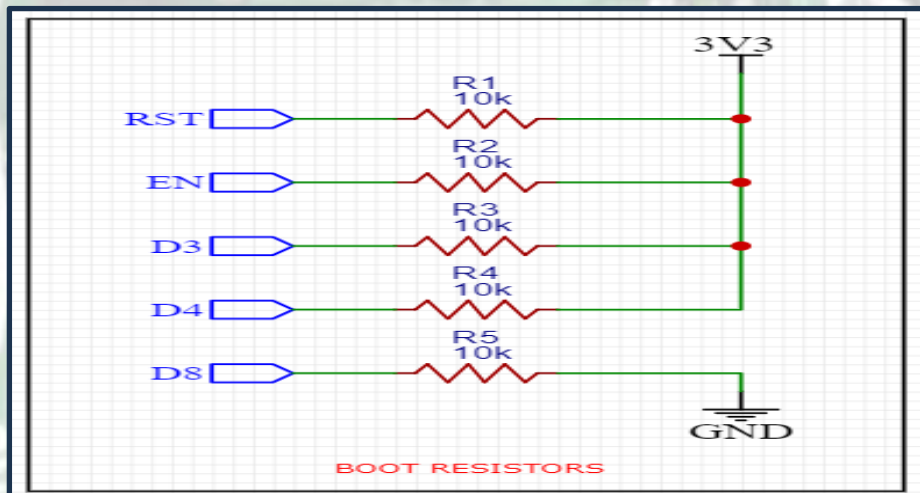 3V3
R1
10k
RST
R2
10k
EN
R3
10k
D3
R4
10k
D4
R5
10k
D8
GND
BOOT RESISTORS